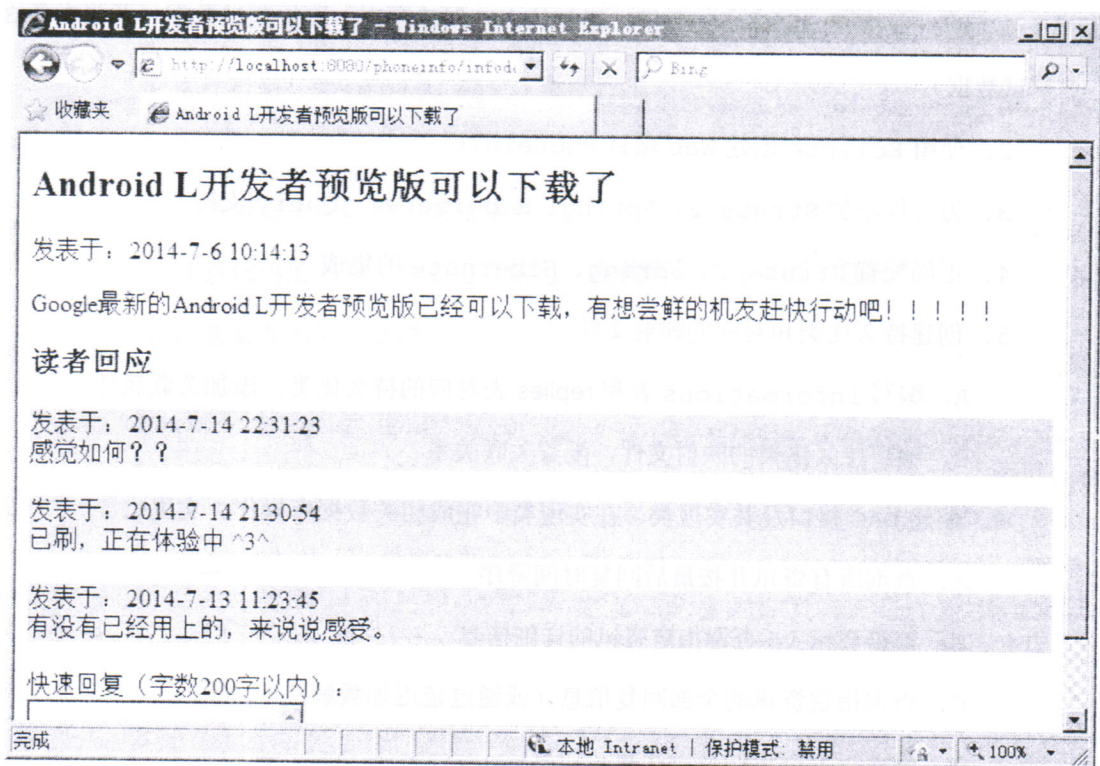 Android L开发者预览版可以下载了 - Windows Internet Explorer
http://localhost:8080/phoneinfo/infode
Bing
收藏夹
Android L开发者预览版可以下载了
Android L开发者预览版可以下载了
发表于：2014-7-6 10:14:13
Google最新的Android L开发者预览版已经可以下载，有想尝鲜的机友赶快行动吧！！！！！
读者回应
发表于：2014-7-14 22:31:23
感觉如何？？
发表于：2014-7-14 21:30:54
已刷，正在体验中 ^3^
发表于：2014-7-13 11:23:45
有没有已经用上的，来说说感受。
快速回复（字数200字以内）：
完成
本地 Intranet | 保护模式: 禁用
100%